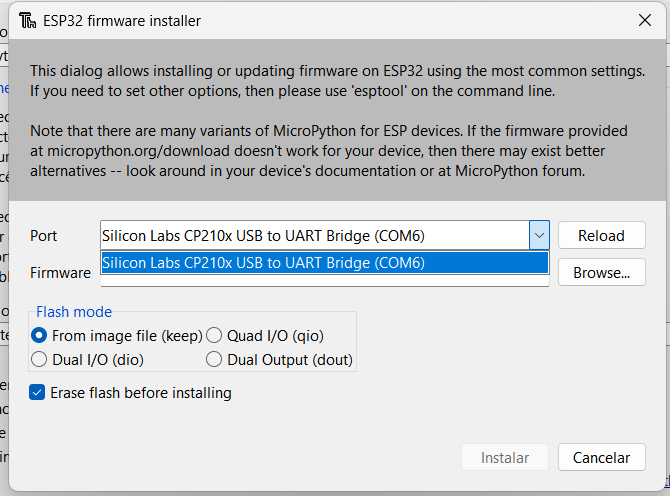 ESP32 firmware installer
This dialog allows installing or updating firmware on ESP32 using the most common settings.
If you need to set other options, then please use 'esptool' on the command line.
Note that there are many variants of MicroPython for ESP devices. If the firmware provided
at micropython.org/download doesn't work for your device, then there may exist better
alternatives -- look around in your device's documentation or at MicroPython forum.
Port
Silicon Labs CP210x USB to UART Bridge (COM6)
Reload
Silicon Labs CP210x USB to UART Bridge (COM6)
Firmware
Browse...
Flash mode
From image file (keep)
Quad I/O (qio)
Dual I/O (dio)
Dual Output (dout)
Erase flash before installing
Instalar
Cancelar